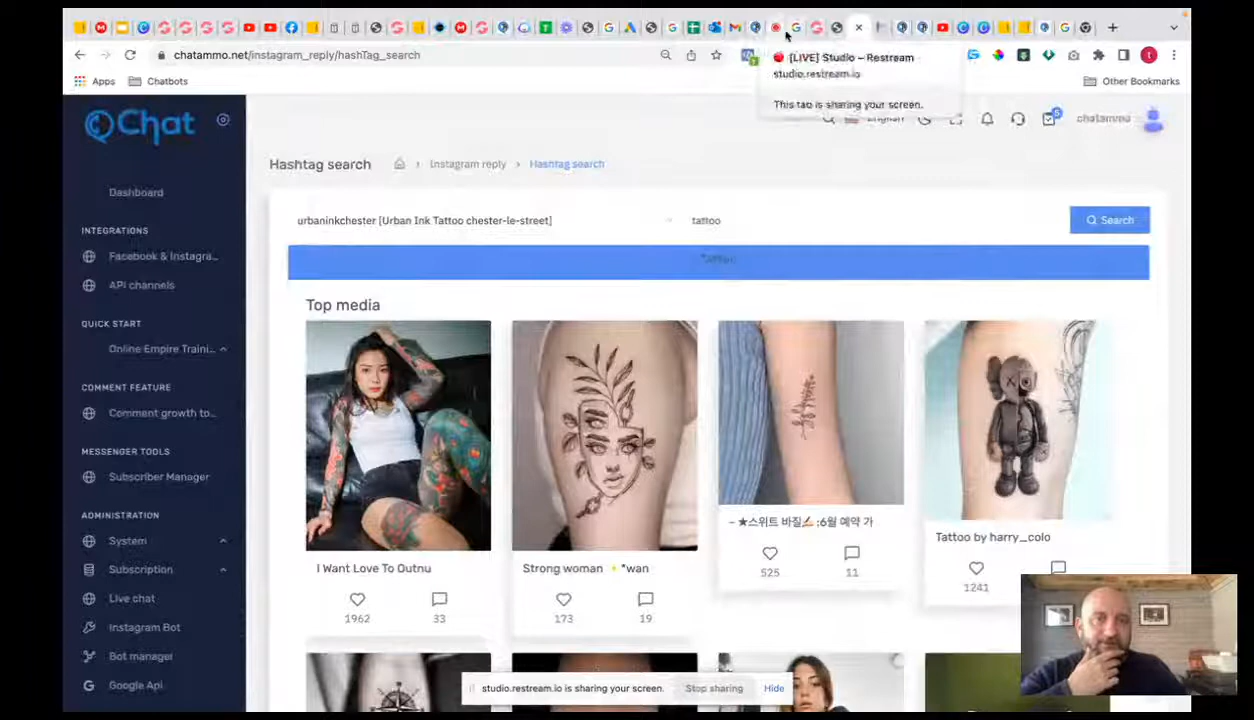 [LIVE] Studio – Restream
studio.restream.io
This tab is sharing your screen.
chatammo.net/instagram_reply/hashTag_search
Apps
Chatbots
Other Bookmarks
Chat
English
5
chatammo
Hashtag search
Instagram reply
Hashtag search
Dashboard
INTEGRATIONS
Facebook & Instagra...
API channels
QUICK START
Online Empire Traini...
COMMENT FEATURE
Comment growth to...
MESSENGER TOOLS
Subscriber Manager
ADMINISTRATION
System
Subscription
Live chat
Instagram Bot
Bot manager
Google Api
urbaninkchester [Urban Ink Tattoo chester-le-street]
tattoo
Search
Top media
I Want Love To Outnu
1962
33
Strong woman "wan
173
19
- ★스위트 바질 :6월 예약 가
525
11
Tattoo by harry_colo
1241
studio.restream.io is sharing your screen.
Stop sharing
Hide